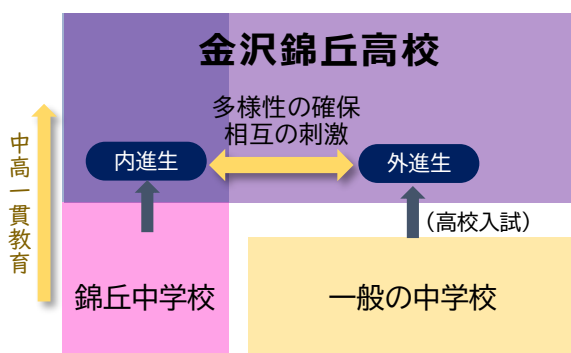 金沢錦丘高校
多様性の確保
相互の刺激
内進生
外進生
中高一貫教育
(高校入試)
錦丘中学校
一般の中学校